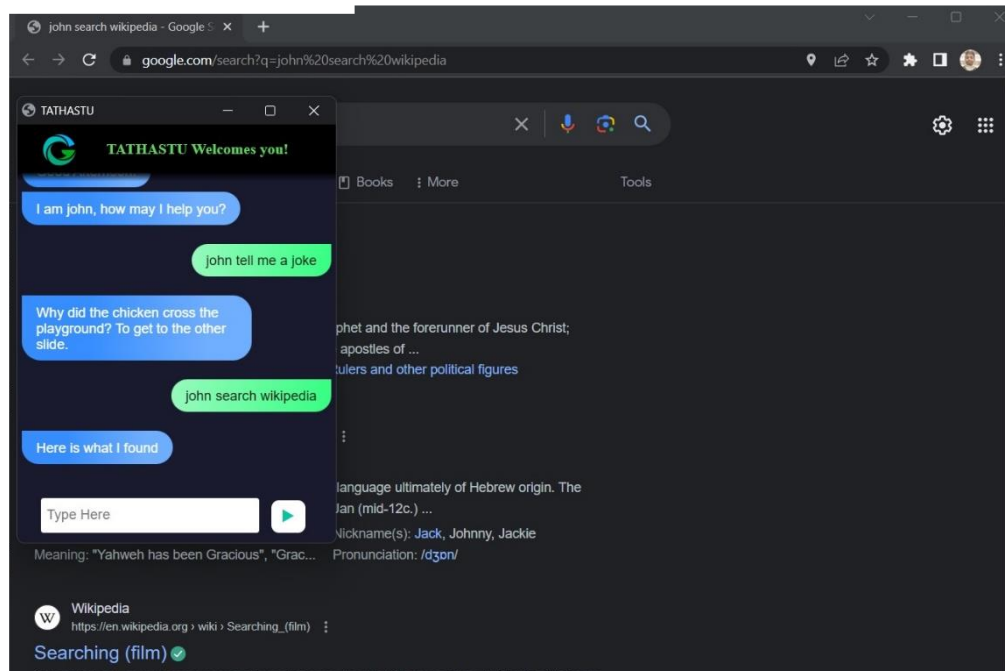 john search wikipedia - Google S
google.com/search?q=john%20search%20wikipedia
TATHASTU
TATHASTU Welcomes you!
Good Afternoon!
I am john, how may I help you?
john tell me a joke
Why did the chicken cross the
playground? To get to the other
slide.
john search wikipedia
Here is what I found
Type Here
Books
More
Tools
phet and the forerunner of Jesus Christ;
apostles of ...
Rulers and other political figures
language ultimately of Hebrew origin. The
Jan (mid-12c.) ...
Nickname(s): Jack, Johnny, Jackie
Meaning: "Yahweh has been Gracious", "Grac... Pronunciation: /dʒɒn/
W
Wikipedia
https://en.wikipedia.org › wiki › Searching_(film)
Searching (film)